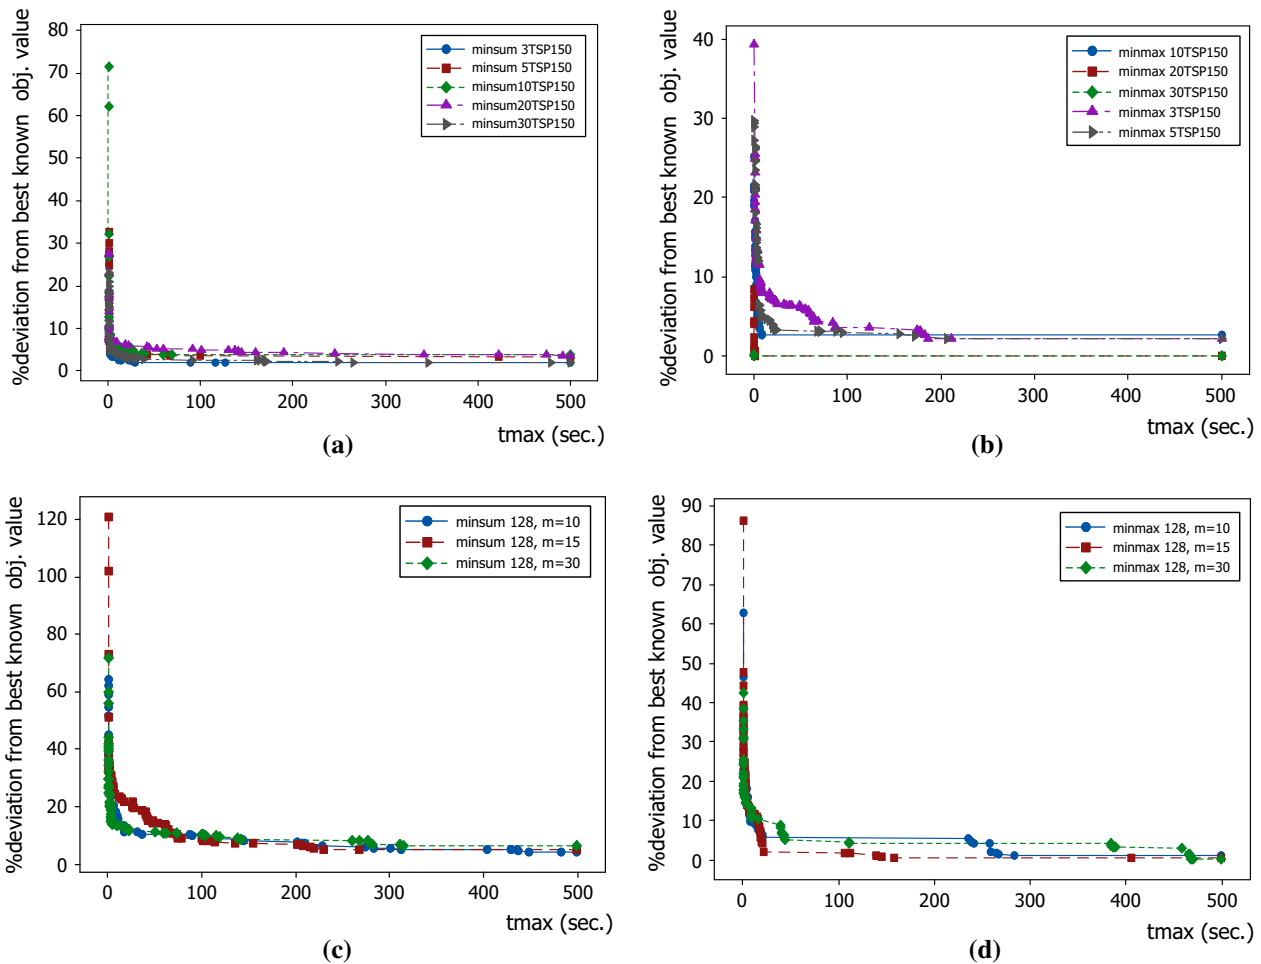 %deviation from best known obj. value
80
70
60
50
40
30
20
10
0
minsum 3TSP150
minsum 5TSP150
minsum10TSP150
minsum20TSP150
minsum30TSP150
0 100 200 300 400 500
tmax (sec.)
(a)
%deviation from best known obj. value
40
30
20
10
0
minmax 10TSP150
minmax 20TSP150
minmax 30TSP150
minmax 3TSP150
minmax 5TSP150
0 100 200 300 400 500
tmax (sec.)
(b)
%deviation from best known obj. value
120
100
80
60
40
20
0
minsum 128, m=10
minsum 128, m=15
minsum 128, m=30
0 100 200 300 400 500
tmax (sec.)
(c)
%deviation from best known obj. value
90
80
70
60
50
40
30
20
10
0
minmax 128, m=10
minmax 128, m=15
minmax 128, m=30
0 100 200 300 400 500
tmax (sec.)
(d)